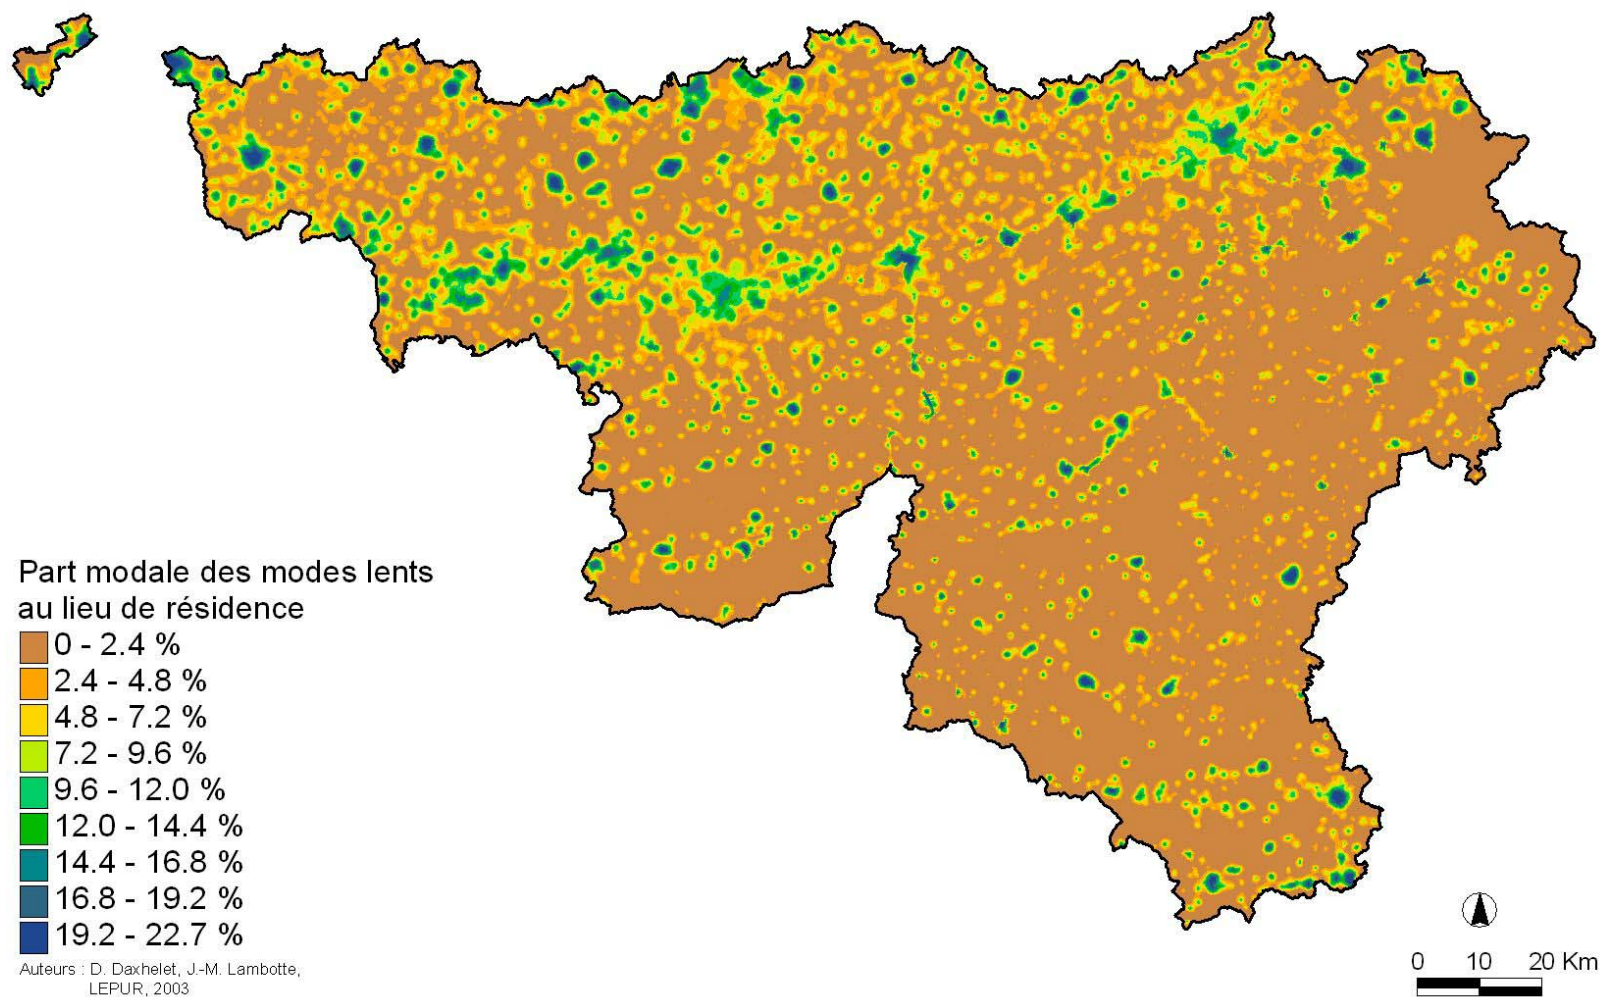 Part modale des modes lents
au lieu de résidence
0 - 2.4 %
2.4 - 4.8 %
4.8 - 7.2 %
7.2 - 9.6 %
9.6 - 12.0 %
12.0 - 14.4 %
14.4 - 16.8 %
16.8 - 19.2 %
19.2 - 22.7 %
Auteurs : D. Daxhelet, J.-M. Lambotte,
LEPUR, 2003
0 10 20 Km